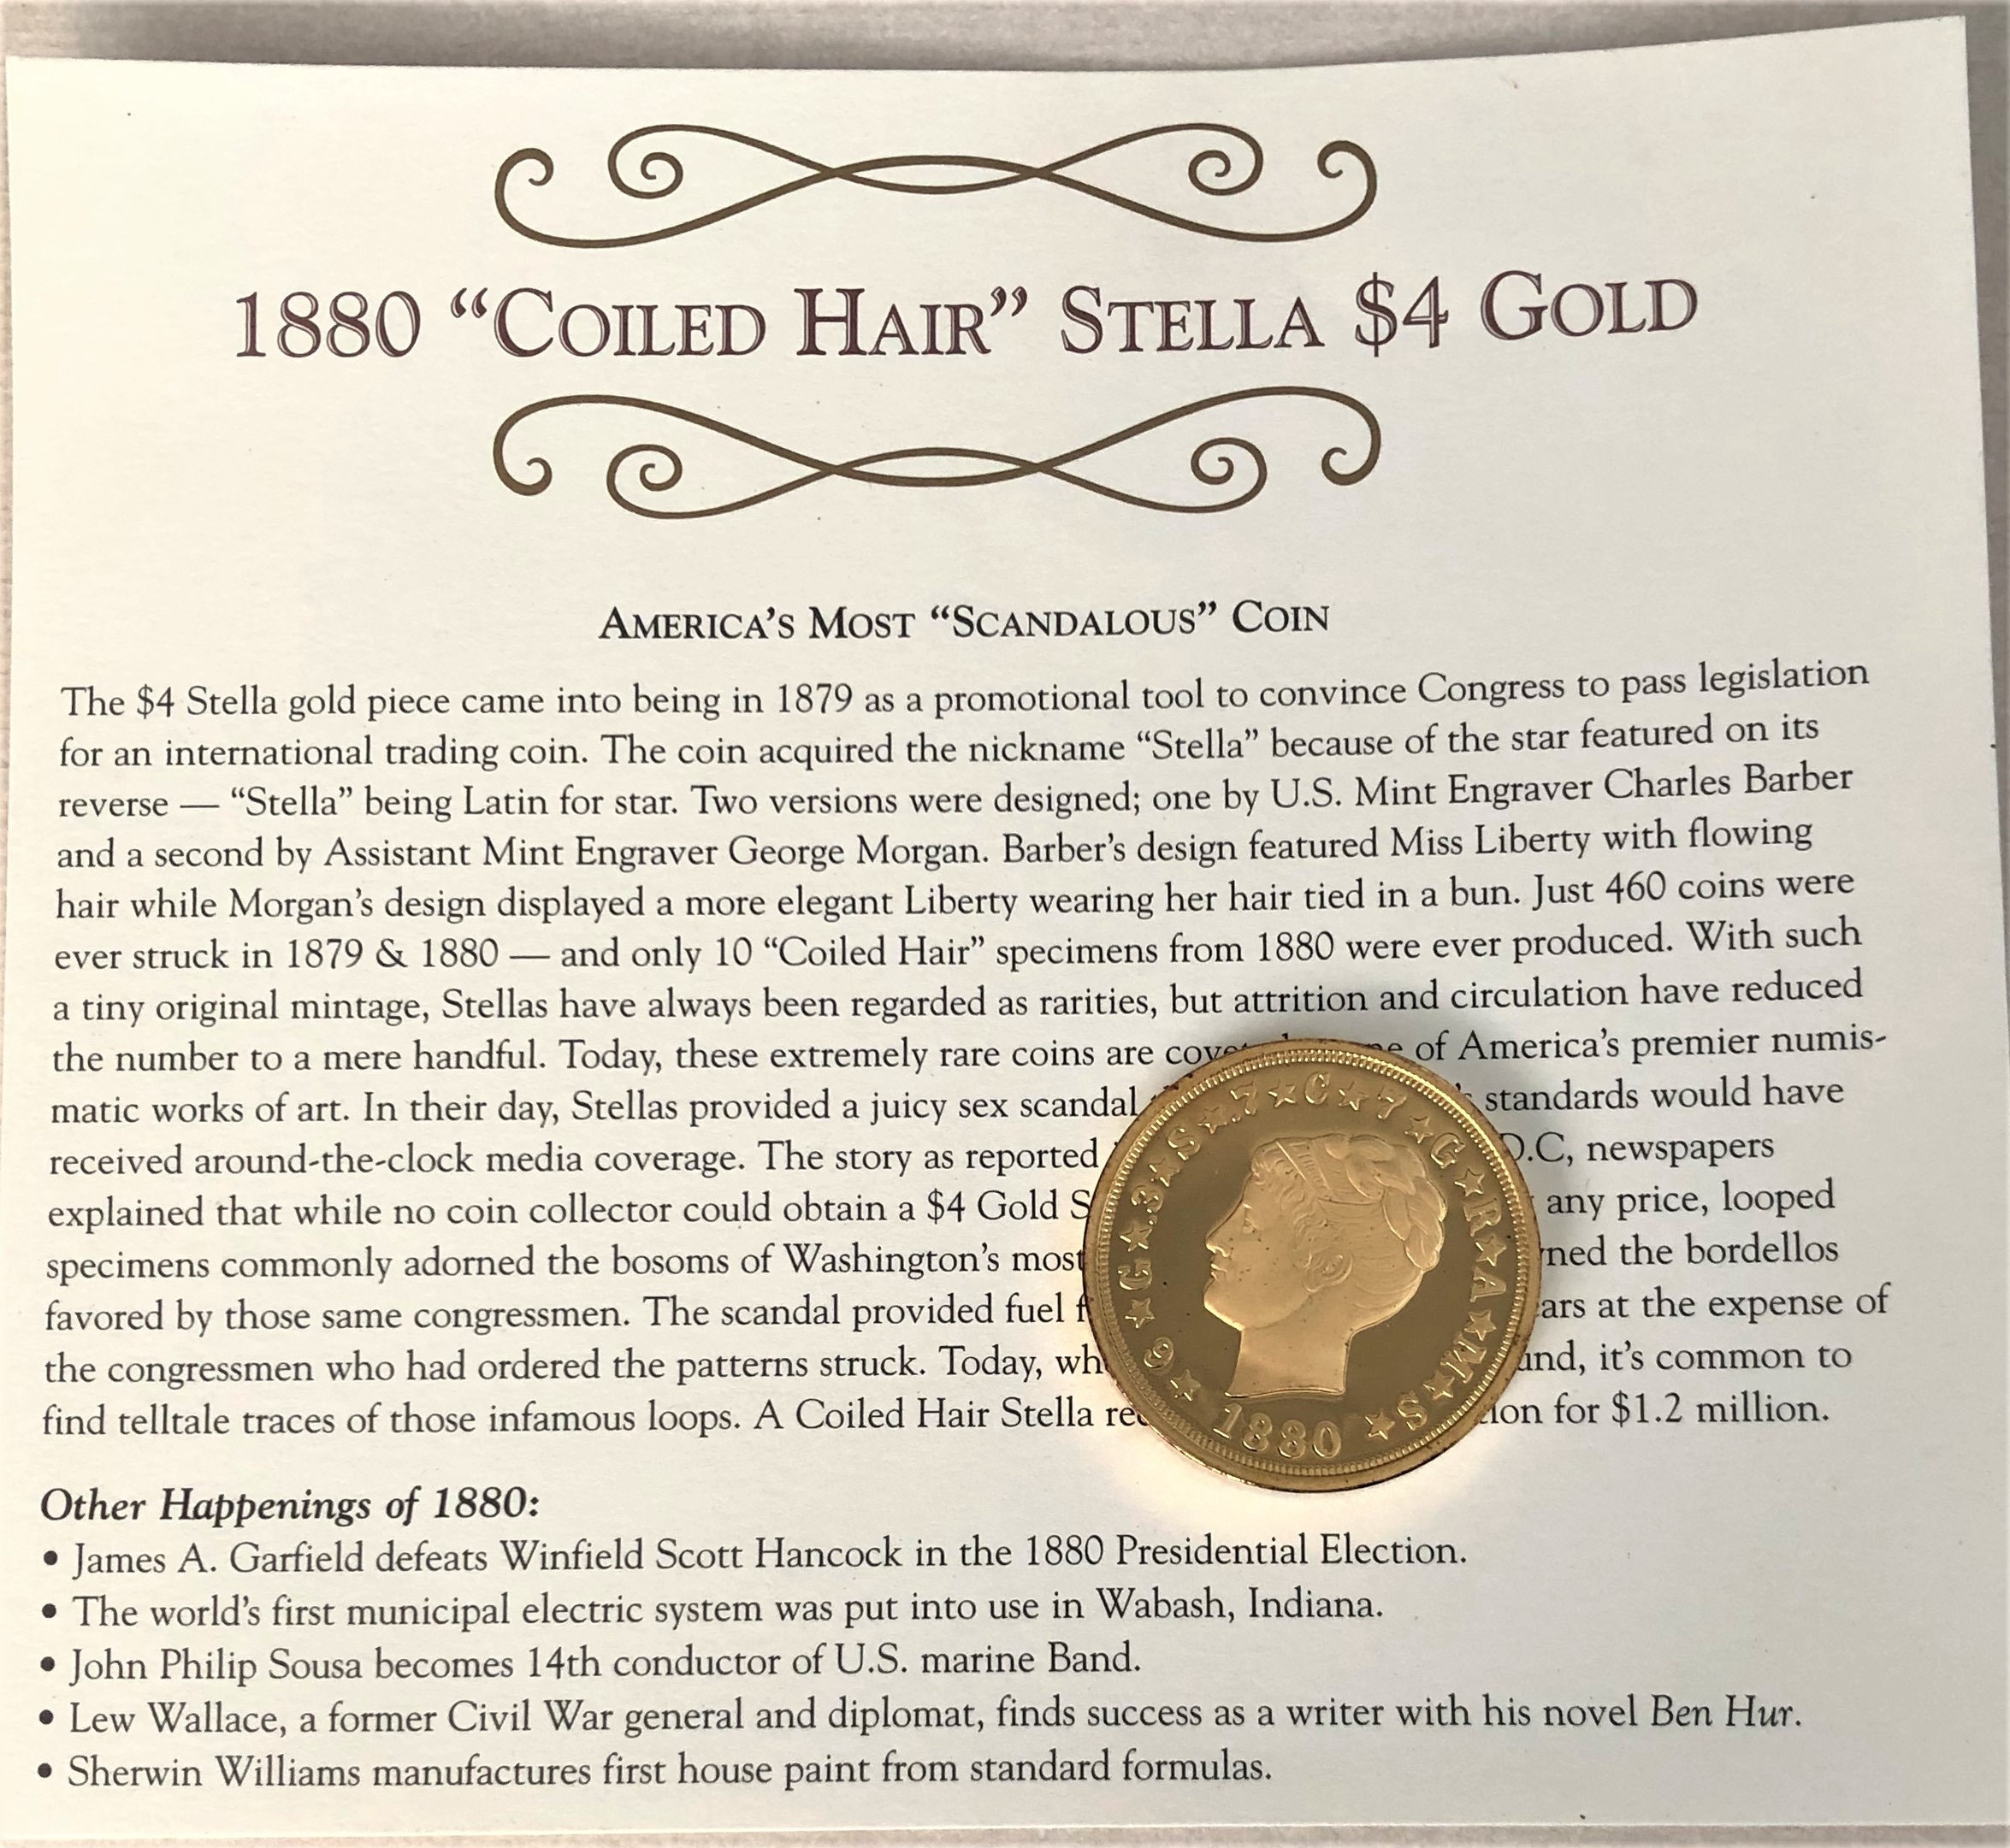 1880 “Coiled Hair” Stella $4 Gold
America’s Most “Scandalous” Coin
The $4 Stella gold piece came into being in 1879 as a promotional tool to convince Congress to pass legislation
for an international trading coin. The coin acquired the nickname “Stella” because of the star featured on its
reverse — “Stella” being Latin for star. Two versions were designed; one by U.S. Mint Engraver Charles Barber
and a second by Assistant Mint Engraver George Morgan. Barber’s design featured Miss Liberty with flowing
hair while Morgan’s design displayed a more elegant Liberty wearing her hair tied in a bun. Just 460 coins were
ever struck in 1879 & 1880 — and only 10 “Coiled Hair” specimens from 1880 were ever produced. With such
a tiny original mintage, Stellas have always been regarded as rarities, but attrition and circulation have reduced
the number to a mere handful. Today, these extremely rare coins are of America’s premier numis-
matic works of art. In their day, Stellas provided a juicy sex scandal standards would have
received around-the-clock media coverage. The story as reported D.C, newspapers
explained that while no coin collector could obtain a $4 Gold any price, looped
specimens commonly adorned the bosoms of Washington’s most the bordellos
favored by those same congressmen. The scandal provided fuel at the expense of
the congressmen who had ordered the patterns struck. Today, it’s common to
find telltale traces of those infamous loops. A Coiled Hair Stella for $1.2 million.
★6★G★.3★S★.7★C★7★G★R★A★M★S★
1880
Other Happenings of 1880:
• James A. Garfield defeats Winfield Scott Hancock in the 1880 Presidential Election.
• The world’s first municipal electric system was put into use in Wabash, Indiana.
• John Philip Sousa becomes 14th conductor of U.S. marine Band.
• Lew Wallace, a former Civil War general and diplomat, finds success as a writer with his novel Ben Hur.
• Sherwin Williams manufactures first house paint from standard formulas.